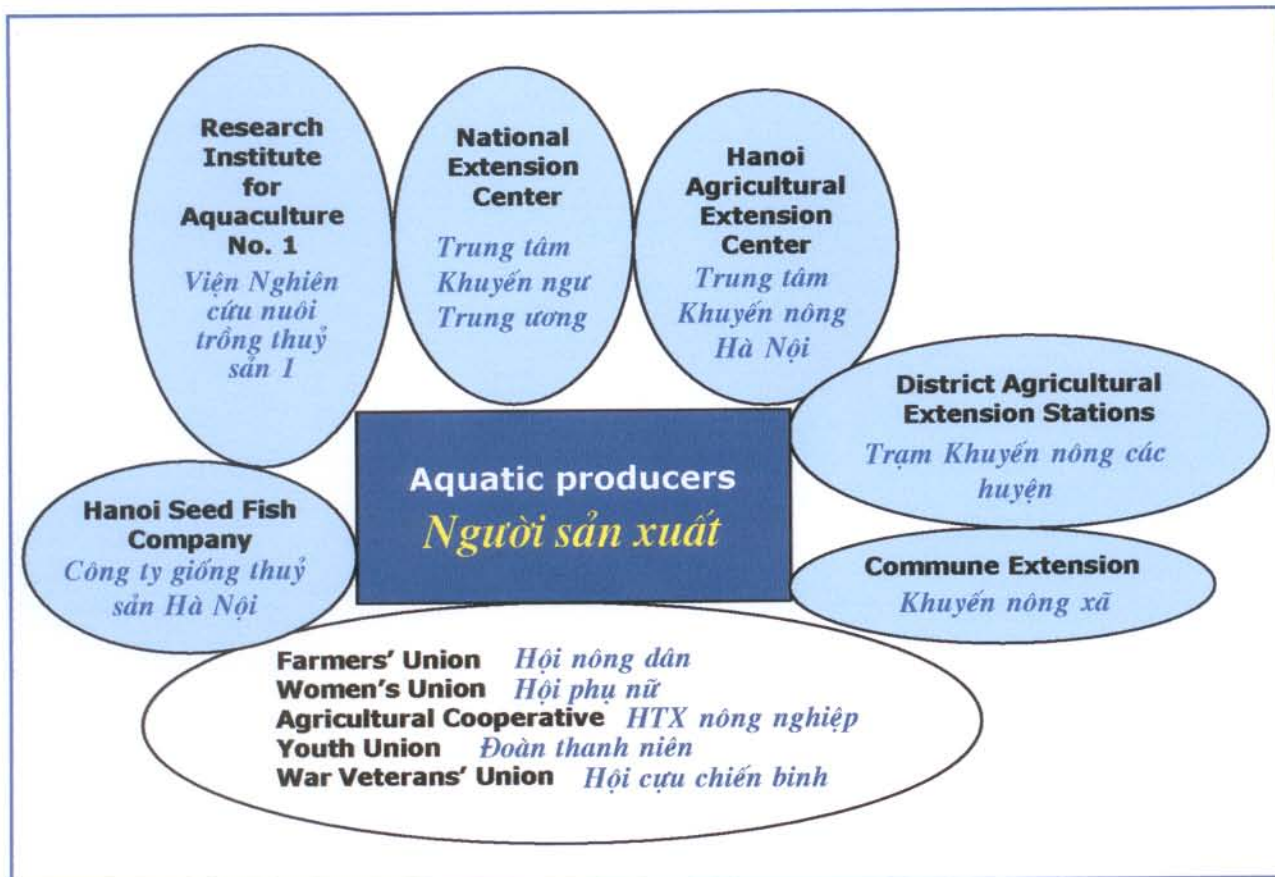 Research
Institute
for
Aquaculture
No. 1
Viện Nghiên
cứu nuôi
trồng thuỷ
sản I
National
Extension
Center
Trung tâm
Khuyến ngư
Trung ương
Hanoi
Agricultural
Extension
Center
Trung tâm
Khuyến nông
Hà Nội
District Agricultural
Extension Stations
Trạm Khuyến nông các
huyện
Aquatic producers
Người sản xuất
Hanoi Seed Fish
Company
Công ty giống thuỷ
sản Hà Nội
Commune Extension
Khuyến nông xã
Farmers' Union Hội nông dân
Women's Union Hội phụ nữ
Agricultural Cooperative HTX nông nghiệp
Youth Union Đoàn thanh niên
War Veterans' Union Hội cựu chiến binh